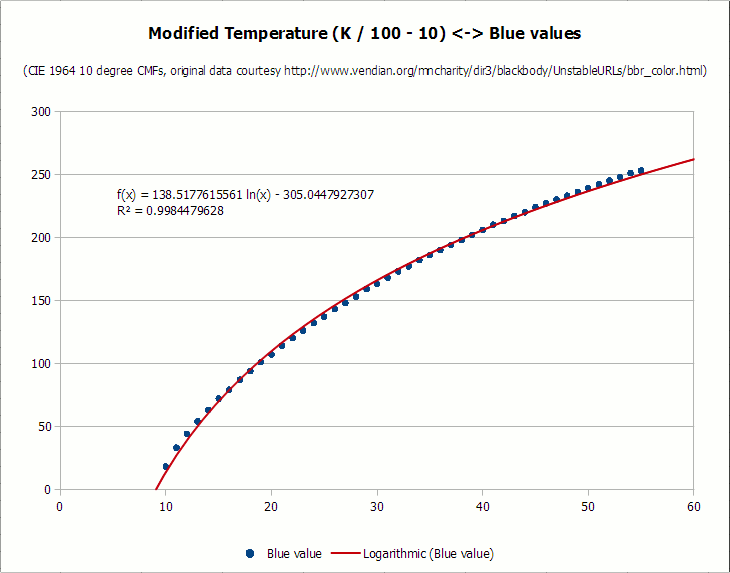 Modified Temperature (K / 100 - 10) <-> Blue values
(CIE 1964 10 degree CMFs, original data courtesy http://www.vendian.org/mncharity/dir3/blackbody/UnstableURLs/bbr_color.html)
300
250
f(x) = 138.5177615561 ln(x) - 305.0447927307
R² = 0.9984479628
200
150
100
50
0
0 10 20 30 40 50 60
Blue value Logarithmic (Blue value)